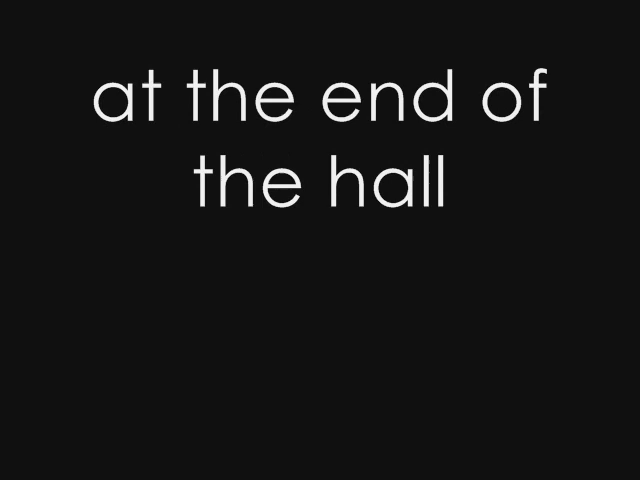 at the end of
the hall